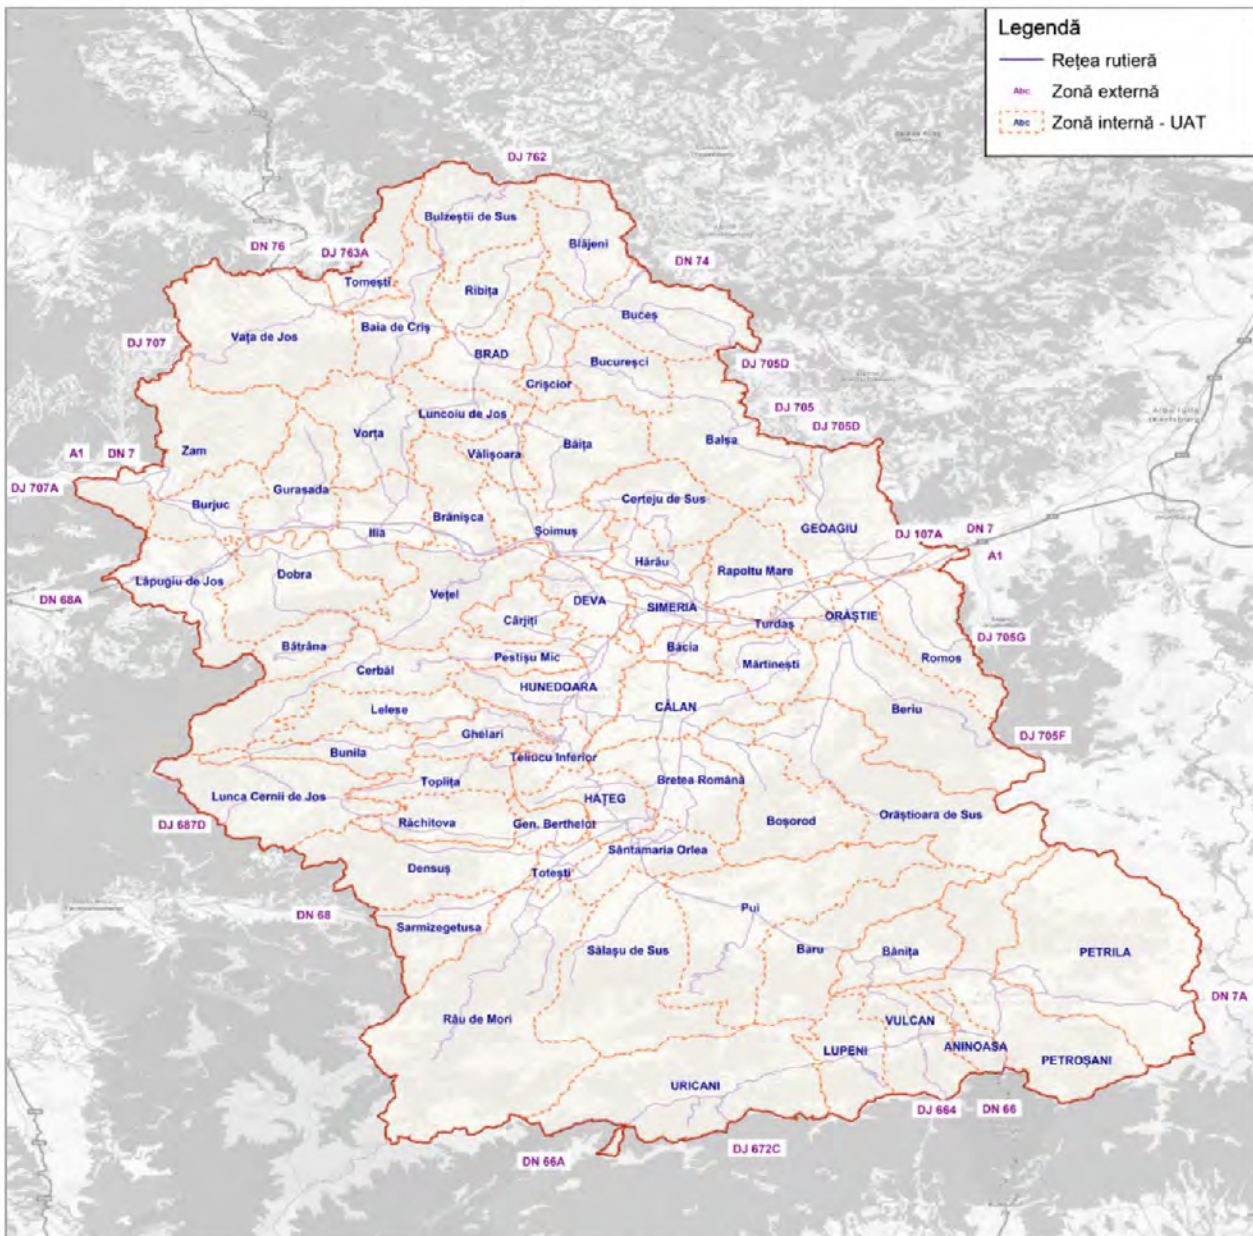 Legendă
Rețea rutieră
Abc Zonă externă
Abc Zonă internă - UAT
DJ 762
Bulzeștii de Sus
Blăjeni
DN 76
DJ 763A
DN 74
Tomești
Ribița
Buceș
Baia de Criș
Vața de Jos
DJ 707
BRAD
București
DJ 705D
Crișcior
DJ 705
Luncoiu de Jos
DJ 705D
Vorța
Băița
Balșa
A1
DN 7
Zam
Vălișoara
DJ 707A
Gurasada
Burjuc
Certeju de Sus
Brănișca
GEOAGIU
DN 7
Ilia
Șoimuș
DJ 107A
A1
Hărău
Rapoltu Mare
Lăpugiu de Jos
Dobra
DN 68A
Vețel
DEVA
SIMERIA
Cârjiți
Turdaș
ORĂȘTIE
DJ 705G
Bătrâna
Băcia
Pestișu Mic
Romos
Cerbăl
Mărtinești
HUNEDOARA
Lelese
CĂLAN
Beriu
Ghelari
DJ 705F
Bunila
Teliucu Inferior
Toplița
Bretea Română
Lunca Cernii de Jos
HAȚEG
Orăștioara de Sus
DJ 687D
Răchitova
Gen. Berthelot
Boșorod
Sântamaria Orlea
Densuș
Totești
DN 68
Pui
Sarmizegetusa
Sălașu de Sus
Baru
Bănița
PETRILA
DN 7A
Râu de Mori
VULCAN
LUPENI
ANINOASA
PETROȘANI
URICANI
DJ 664
DN 66
DJ 672C
DN 66A